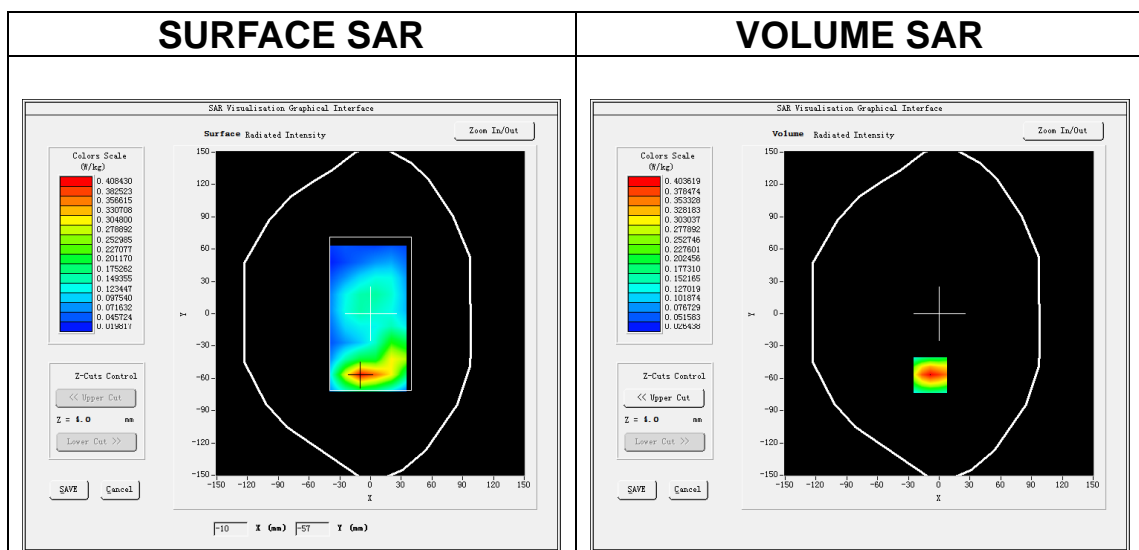 SURFACE SAR
SAR Visualisation Graphical Interface
Surface Radiated Intensity
Zoom In/Out
Colors Scale
(W/kg)
0.408430
0.382523
0.356615
0.330708
0.304800
0.278892
0.252985
0.227077
0.201170
0.175262
0.149355
0.123447
0.097540
0.071632
0.045724
0.019817
Z-Cuts Control
<< Upper Cut
Z = 4.0 mm
Lower Cut >>
SAVE Cancel
150
120
90
60
30
0
-30
-60
-90
-120
-150
Y
-150 -120 -90 -60 -30 0 30 60 90 120 150
X
-10 X (mm) -57 Y (mm)
VOLUME SAR
SAR Visualisation Graphical Interface
Volume Radiated Intensity
Zoom In/Out
Colors Scale
(W/kg)
0.403619
0.378474
0.353328
0.328183
0.303037
0.277892
0.252746
0.227601
0.202456
0.177310
0.152165
0.127019
0.101874
0.076729
0.051583
0.026438
Z-Cuts Control
<< Upper Cut
Z = 4.0 mm
Lower Cut >>
SAVE Cancel
150
120
90
60
30
0
-30
-60
-90
-120
-150
Y
-150 -120 -90 -60 -30 0 30 60 90 120 150
X